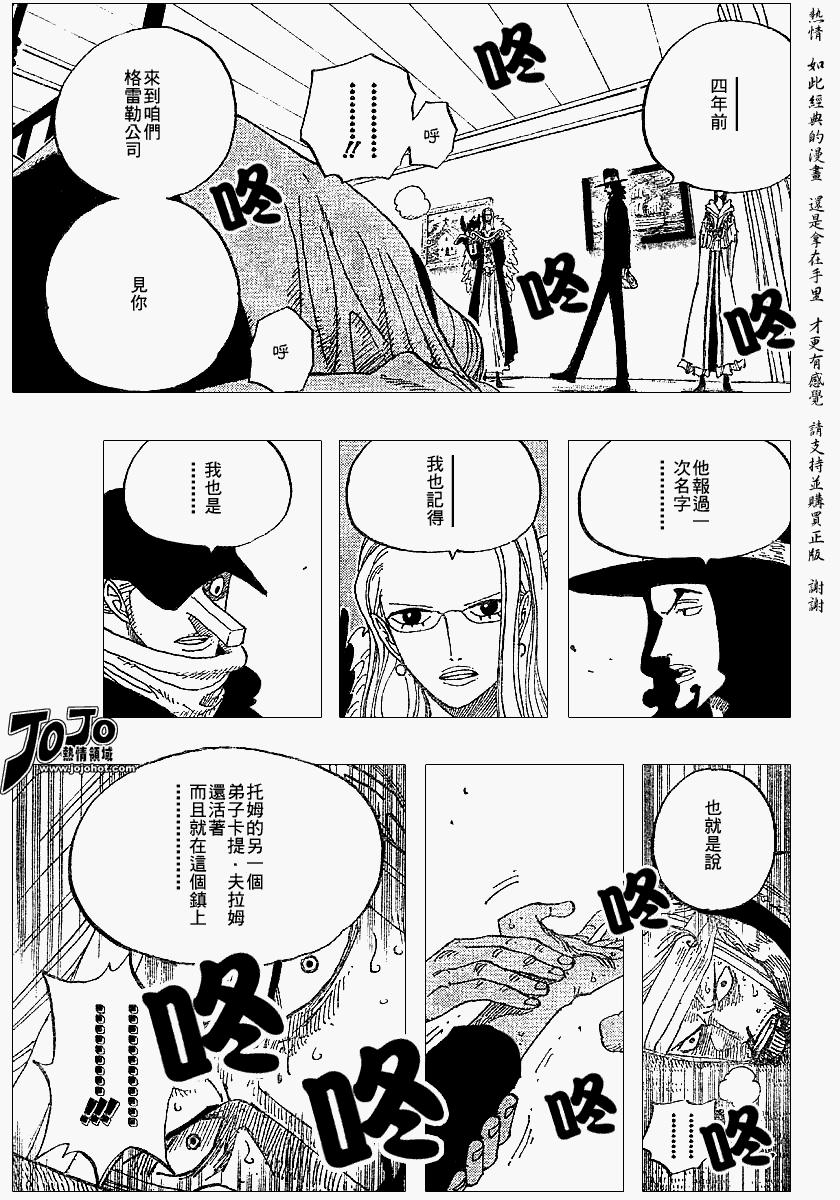 熱情 如此經典的漫畫 還是拿在手里 才更有感覺 請支持並購買正版 謝謝
四年前
咚
呼
………!!
來到咱們
格雷勒公司
咚
見你
呼
咚
咚
他報過一
次名字
………
我也記得
我也是
………
也就是說
咚
咚
………
咚
托姆的另一個
弟子卡提．夫拉姆
還活著
而且就在這個鎮上
………
咚
咚
………!!!
JOJO
熱情領域
www.jojohot.com